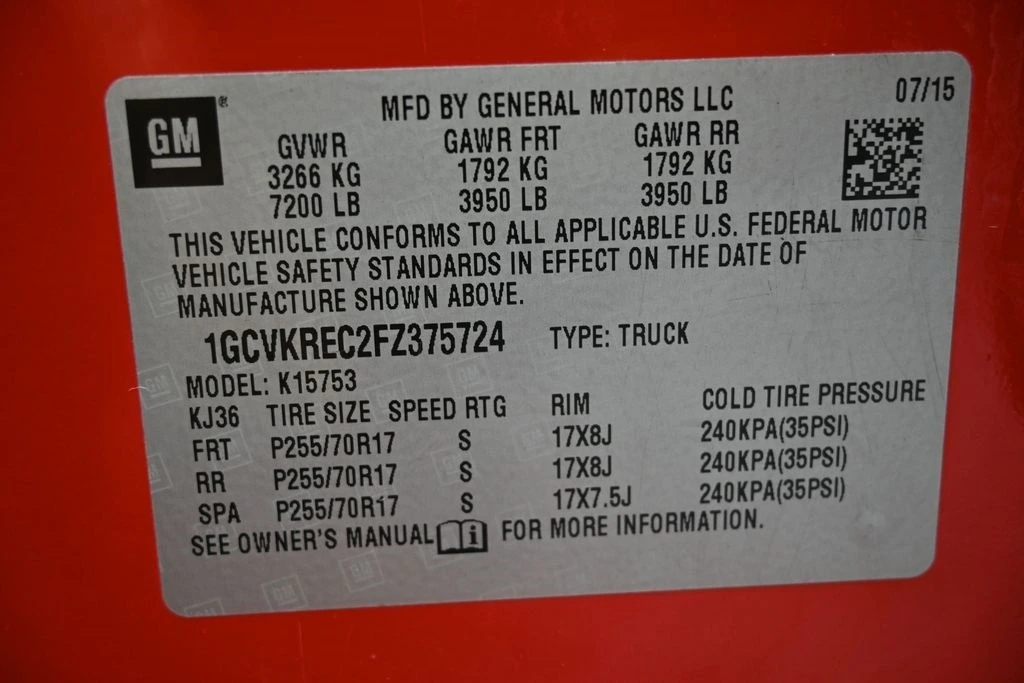 GM ®
MFD BY GENERAL MOTORS LLC 07/15
GVWR GAWR FRT GAWR RR
3266 KG 1792 KG 1792 KG
7200 LB 3950 LB 3950 LB
THIS VEHICLE CONFORMS TO ALL APPLICABLE U.S. FEDERAL MOTOR
VEHICLE SAFETY STANDARDS IN EFFECT ON THE DATE OF
MANUFACTURE SHOWN ABOVE.
1GCVKREC2FZ375724 TYPE: TRUCK
MODEL: K15753
KJ36 TIRE SIZE SPEED RTG RIM COLD TIRE PRESSURE
FRT P255/70R17 S 17X8J 240KPA(35PSI)
RR P255/70R17 S 17X8J 240KPA(35PSI)
SPA P255/70R17 S 17X7.5J 240KPA(35PSI)
SEE OWNER'S MANUAL i FOR MORE INFORMATION.